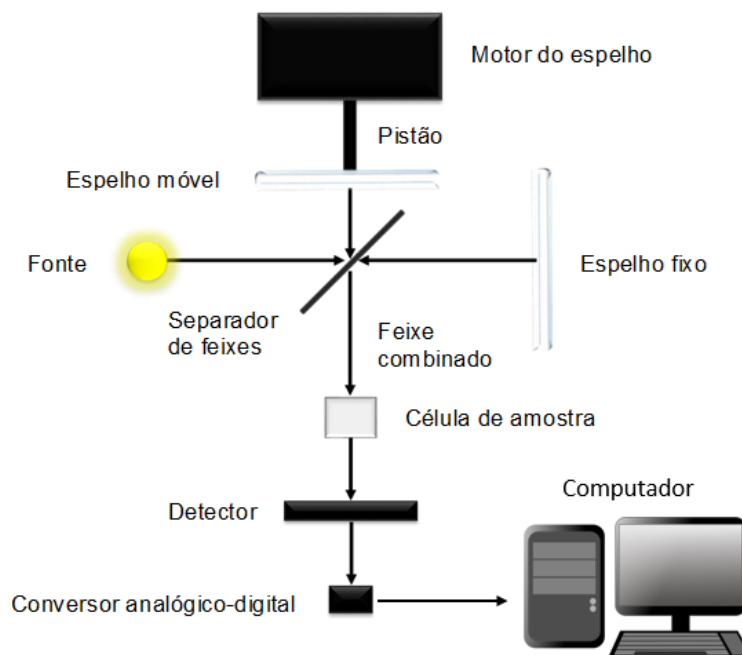 Motor do espelho
Pistão
Espelho móvel
Fonte
Espelho fixo
Separador
de feixes
Feixe
combinado
Célula de amostra
Computador
Detector
Conversor analógico-digital